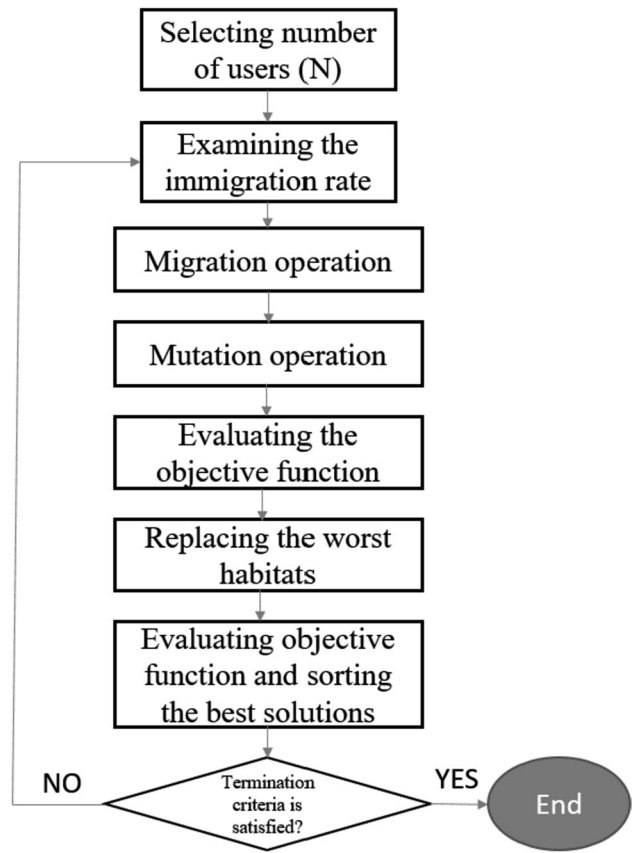 Selecting number
of users (N)
Examining the
immigration rate
Migration operation
Mutation operation
Evaluating the
objective function
Replacing the worst
habitats
Evaluating objective
function and sorting
the best solutions
Termination
criteria is
satisfied?
NO
YES
End